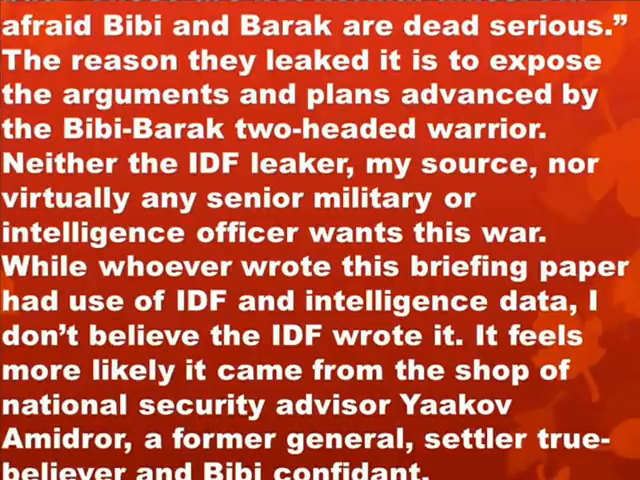 afraid Bibi and Barak are dead serious.”
The reason they leaked it is to expose
the arguments and plans advanced by
the Bibi-Barak two-headed warrior.
Neither the IDF leaker, my source, nor
virtually any senior military or
intelligence officer wants this war.
While whoever wrote this briefing paper
had use of IDF and intelligence data, I
don’t believe the IDF wrote it. It feels
more likely it came from the shop of
national security advisor Yaakov
Amidror, a former general, settler true-
believer and Bibi confidant.